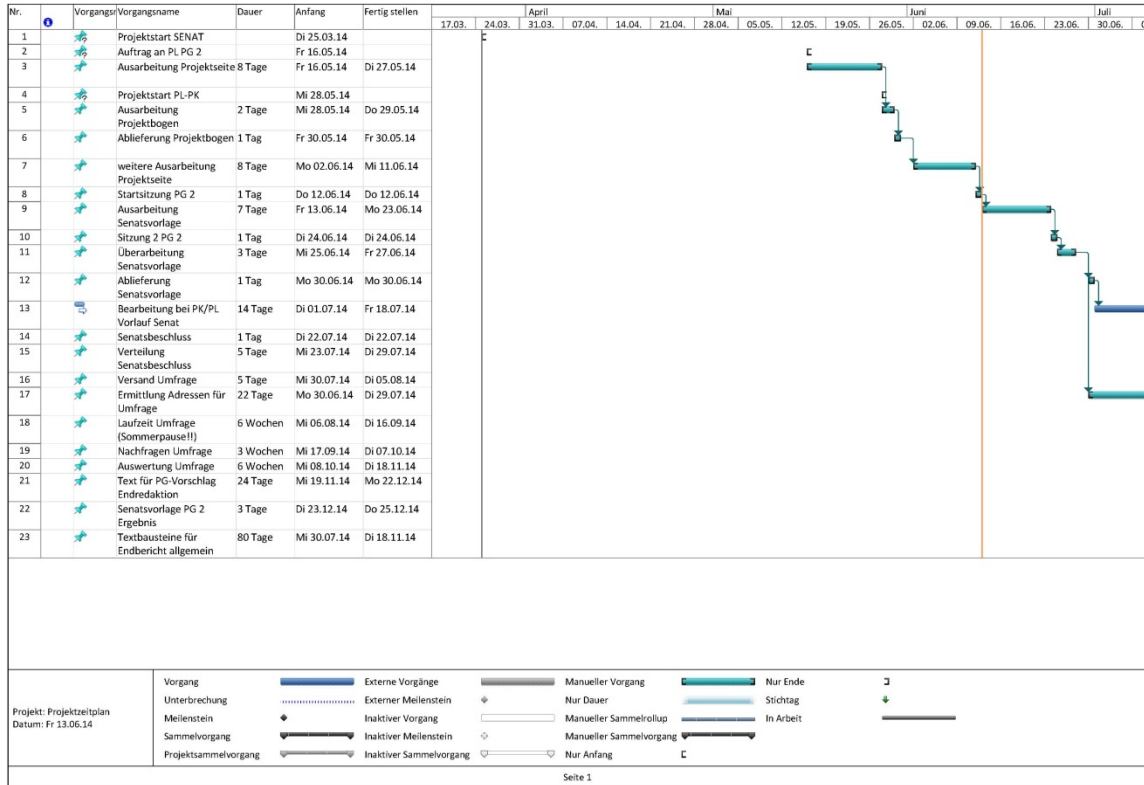 Nr. Vorgangsr Vorgangsname Dauer Anfang Fertig stellen
April Mai Juni Juli
17.03. 24.03. 31.03. 07.04. 14.04. 21.04. 28.04. 05.05. 12.05. 19.05. 26.05. 02.06. 09.06. 16.06. 23.06. 30.06. 0
1 Projektstart SENAT Di 25.03.14
2 Auftrag an PL PG 2 Fr 16.05.14
3 Ausarbeitung Projektseite 8 Tage Fr 16.05.14 Di 27.05.14
4 Projektstart PL-PK Mi 28.05.14
5 Ausarbeitung 2 Tage Mi 28.05.14 Do 29.05.14
Projektbogen
6 Ablieferung Projektbogen 1 Tag Fr 30.05.14 Fr 30.05.14
7 weitere Ausarbeitung 8 Tage Mo 02.06.14 Mi 11.06.14
Projektseite
8 Startsitzung PG 2 1 Tag Do 12.06.14 Do 12.06.14
9 Ausarbeitung 7 Tage Fr 13.06.14 Mo 23.06.14
Senatsvorlage
10 Sitzung 2 PG 2 1 Tag Di 24.06.14 Di 24.06.14
11 Überarbeitung 3 Tage Mi 25.06.14 Fr 27.06.14
Senatsvorlage
12 Ablieferung 1 Tag Mo 30.06.14 Mo 30.06.14
Senatsvorlage
13 Bearbeitung bei PK/PL 14 Tage Di 01.07.14 Fr 18.07.14
Vorlauf Senat
14 Senatsbeschluss 1 Tag Di 22.07.14 Di 22.07.14
15 Verteilung 5 Tage Mi 23.07.14 Di 29.07.14
Senatsbeschluss
16 Versand Umfrage 5 Tage Mi 30.07.14 Di 05.08.14
17 Ermittlung Adressen für 22 Tage Mo 30.06.14 Di 29.07.14
Umfrage
18 Laufzeit Umfrage 6 Wochen Mi 06.08.14 Di 16.09.14
(Sommerpause!!)
19 Nachfragen Umfrage 3 Wochen Mi 17.09.14 Di 07.10.14
20 Auswertung Umfrage 6 Wochen Mi 08.10.14 Di 18.11.14
21 Text für PG-Vorschlag 24 Tage Mi 19.11.14 Mo 22.12.14
Endredaktion
22 Senatsvorlage PG 2 3 Tage Di 23.12.14 Do 25.12.14
Ergebnis
23 Textbausteine für 80 Tage Mi 30.07.14 Di 18.11.14
Endbericht allgemein
Projekt: Projektzeitplan
Datum: Fr 13.06.14
Vorgang Externe Vorgänge Manueller Vorgang Nur Ende
Unterbrechung Externer Meilenstein Nur Dauer Stichtag
Meilenstein Inaktiver Vorgang Manueller Sammelrollup In Arbeit
Sammelvorgang Inaktiver Meilenstein Manueller Sammelvorgang
Projektsammelvorgang Inaktiver Sammelvorgang Nur Anfang
Seite 1